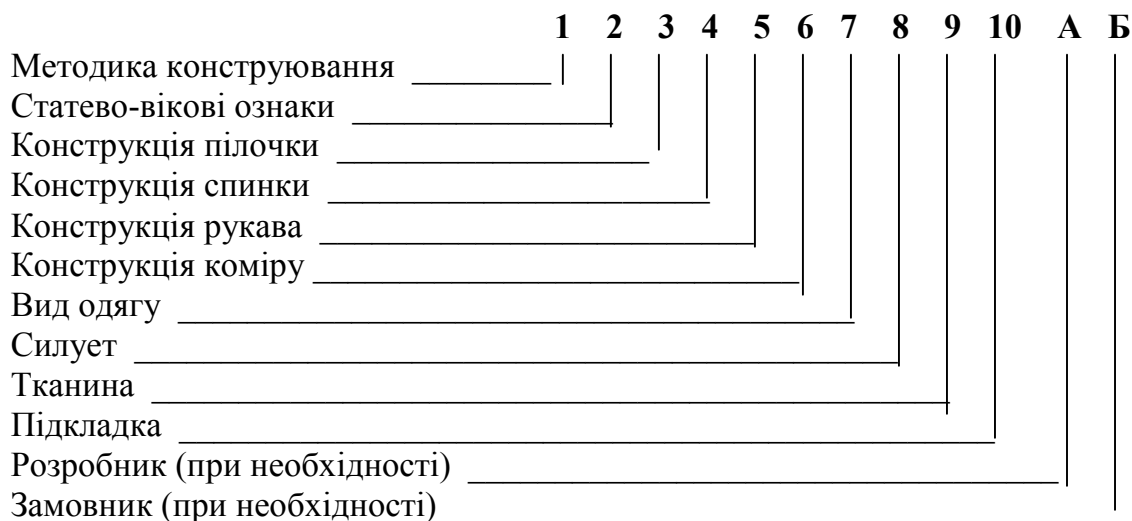 1 2 3 4 5 6 7 8 9 10 А Б
Методика конструювання
Статево-вікові ознаки
Конструкція пілочки
Конструкція спинки
Конструкція рукава
Конструкція коміру
Вид одягу
Силует
Тканина
Підкладка
Розробник (при необхідності)
Замовник (при необхідності)